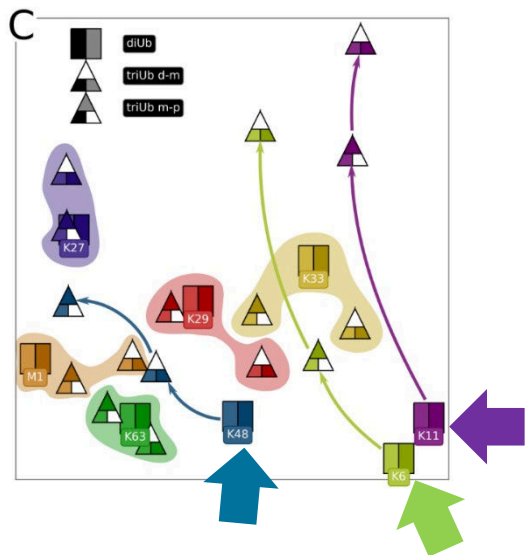 C
diUb
triUb d-m
triUb m-p
K27
K33
K29
M1
K63
K48
K11
K6